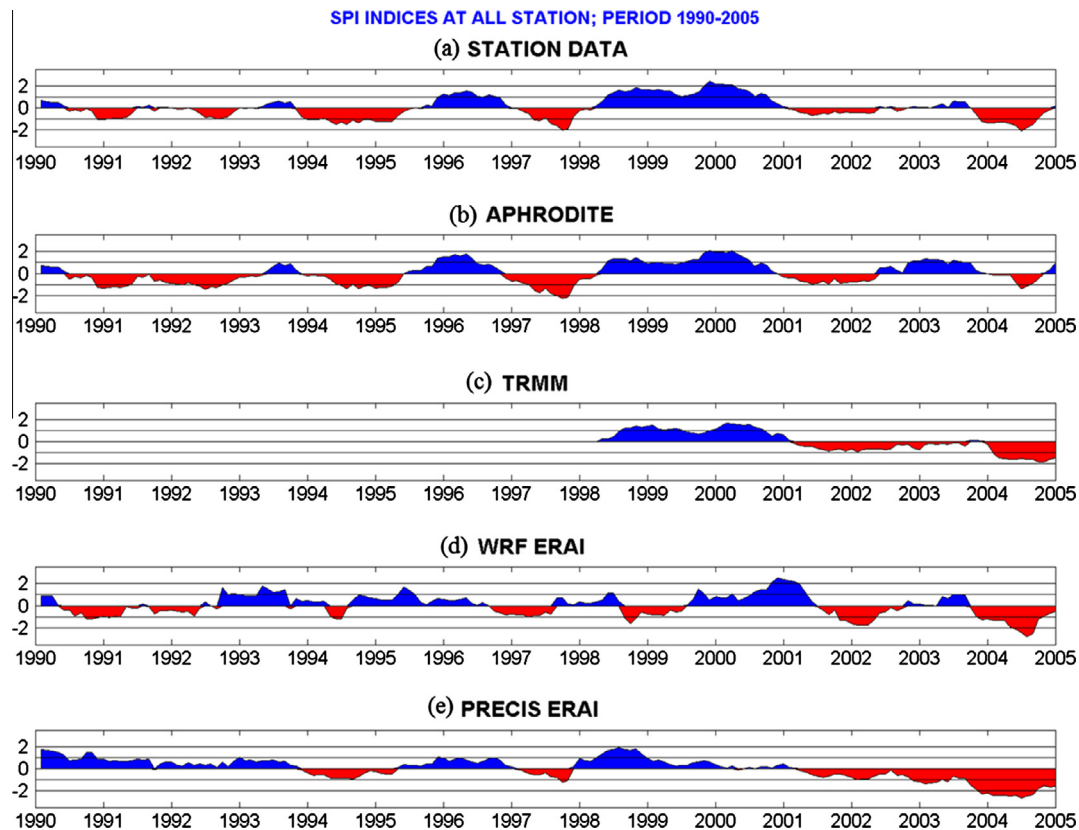 SPI INDICES AT ALL STATION; PERIOD 1990-2005
(a) STATION DATA
2
0
-2
1990 1991 1992 1993 1994 1995 1996 1997 1998 1999 2000 2001 2002 2003 2004 2005
(b) APHRODITE
2
0
-2
1990 1991 1992 1993 1994 1995 1996 1997 1998 1999 2000 2001 2002 2003 2004 2005
(c) TRMM
2
0
-2
1990 1991 1992 1993 1994 1995 1996 1997 1998 1999 2000 2001 2002 2003 2004 2005
(d) WRF ERAI
2
0
-2
1990 1991 1992 1993 1994 1995 1996 1997 1998 1999 2000 2001 2002 2003 2004 2005
(e) PRECIS ERAI
2
0
-2
1990 1991 1992 1993 1994 1995 1996 1997 1998 1999 2000 2001 2002 2003 2004 2005